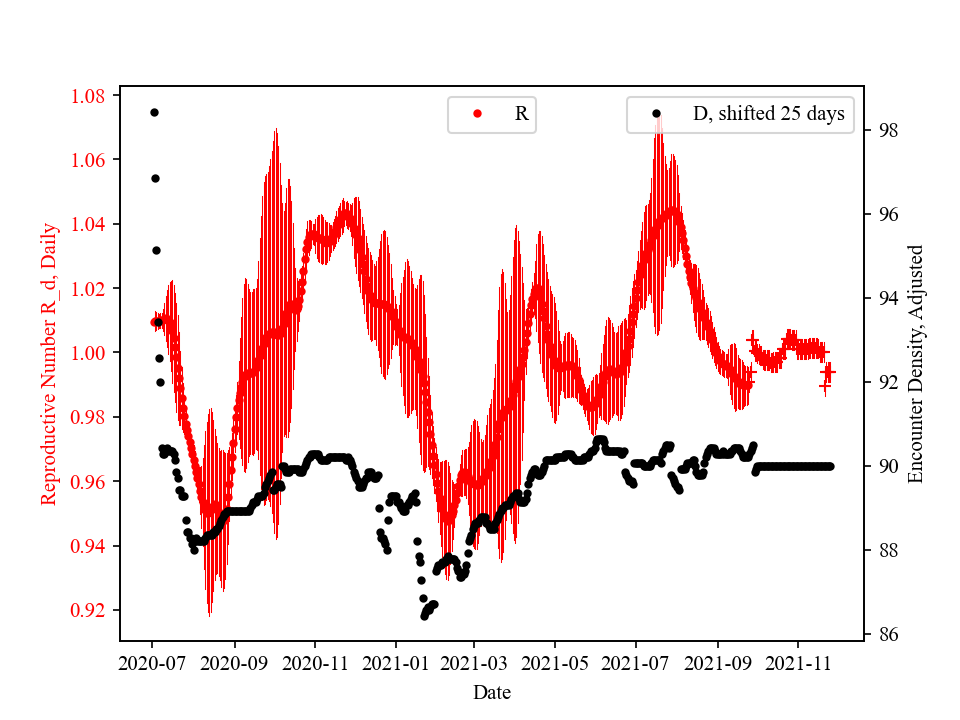 R
D, shifted 25 days
1.08
1.06
1.04
1.02
1.00
0.98
0.96
0.94
0.92
Reproductive Number R_d, Daily
98
96
94
92
90
88
86
Encounter Density, Adjusted
2020-07 2020-09 2020-11 2021-01 2021-03 2021-05 2021-07 2021-09 2021-11
Date